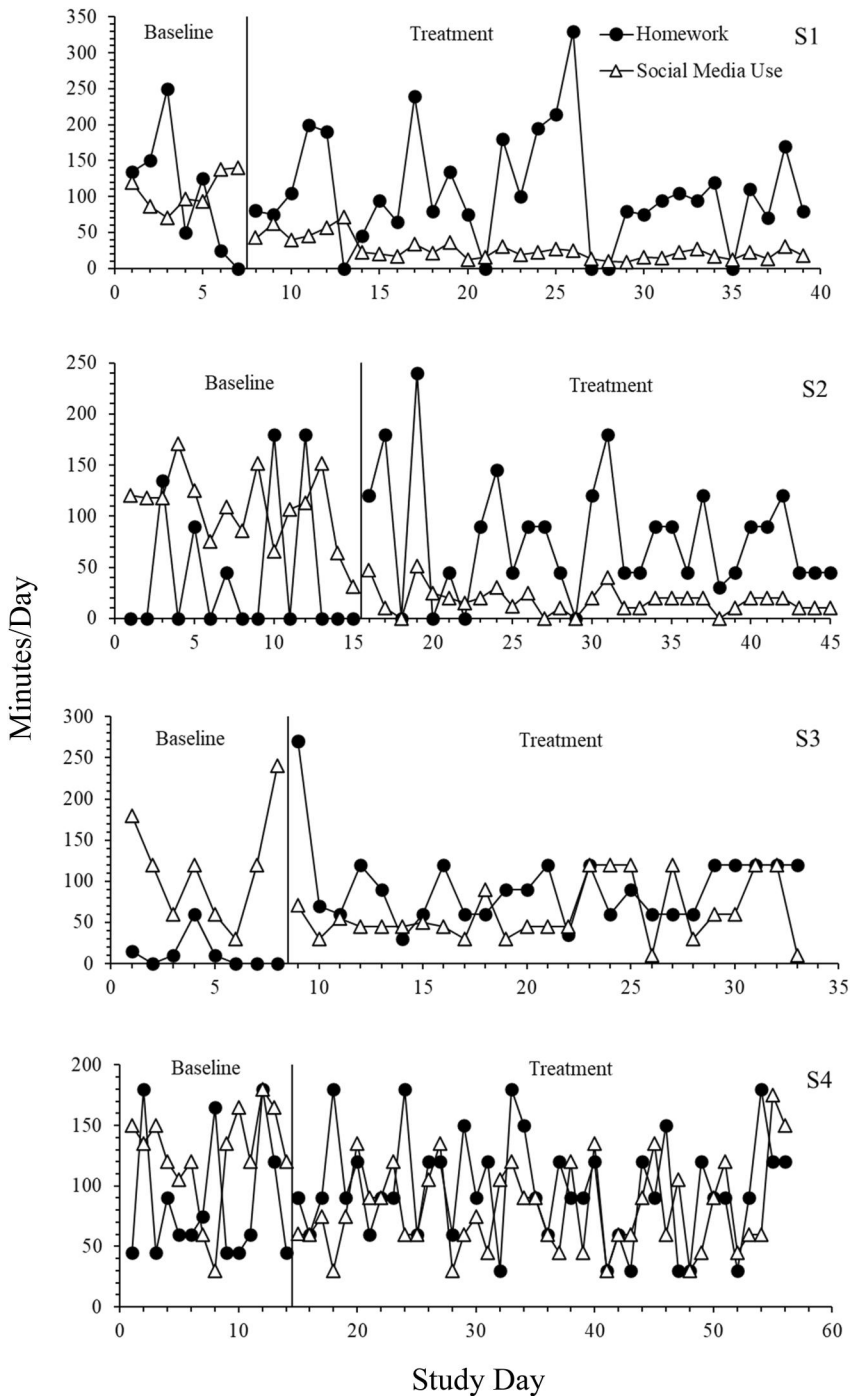 Minutes/Day
350
300
250
200
150
100
50
0
Baseline
Treatment
Homework
Social Media Use
S1
0 5 10 15 20 25 30 35 40
250
200
150
100
50
0
Baseline
Treatment
S2
0 5 10 15 20 25 30 35 40 45
300
250
200
150
100
50
0
Baseline
Treatment
S3
0 5 10 15 20 25 30 35
200
150
100
50
0
Baseline
Treatment
S4
0 10 20 30 40 50 60
Study Day